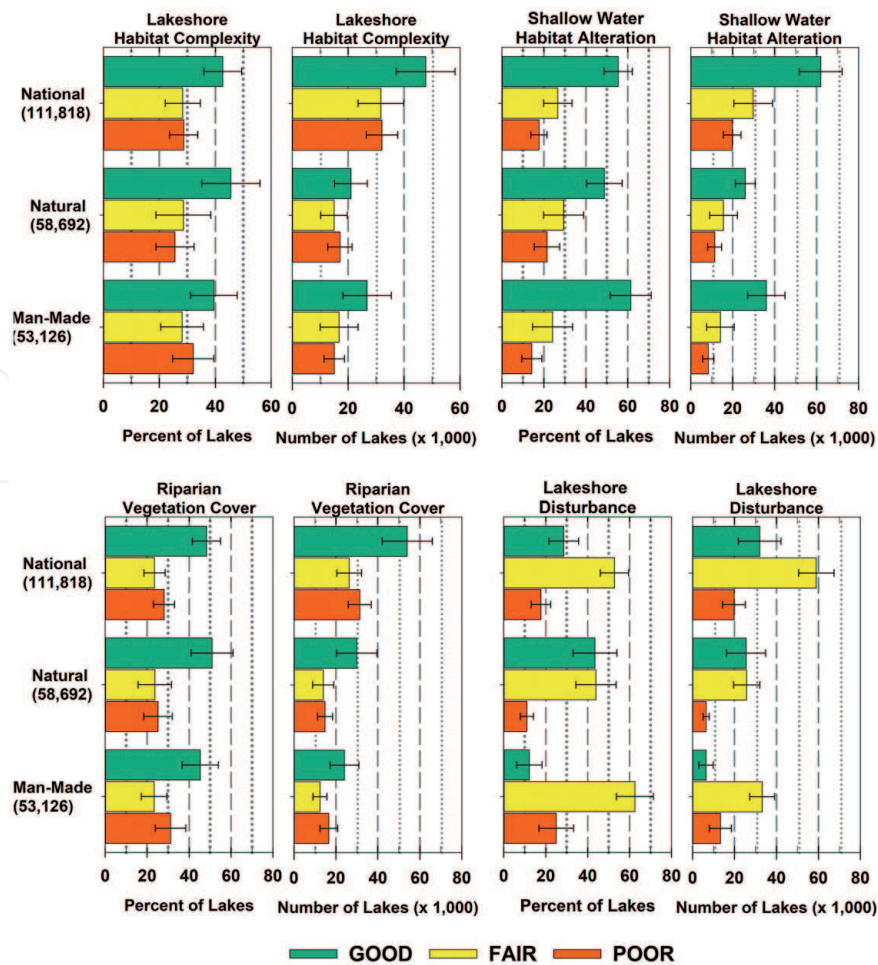 Lakeshore
Habitat Complexity
Lakeshore
Habitat Complexity
Shallow Water
Habitat Alteration
Shallow Water
Habitat Alteration
National
(111,818)
Natural
(58,692)
Man-Made
(53,126)
0 20 40 60
0 20 40 60
0 20 40 60 80
0 20 40 60 80
Percent of Lakes
Number of Lakes (x 1,000)
Percent of Lakes
Number of Lakes (x 1,000)
Riparian
Vegetation Cover
Riparian
Vegetation Cover
Lakeshore
Disturbance
Lakeshore
Disturbance
National
(111,818)
Natural
(58,692)
Man-Made
(53,126)
0 20 40 60 80
0 20 40 60 80
0 20 40 60 80
0 20 40 60 80
Percent of Lakes
Number of Lakes (x 1,000)
Percent of Lakes
Number of Lakes (x 1,000)
GOOD FAIR POOR